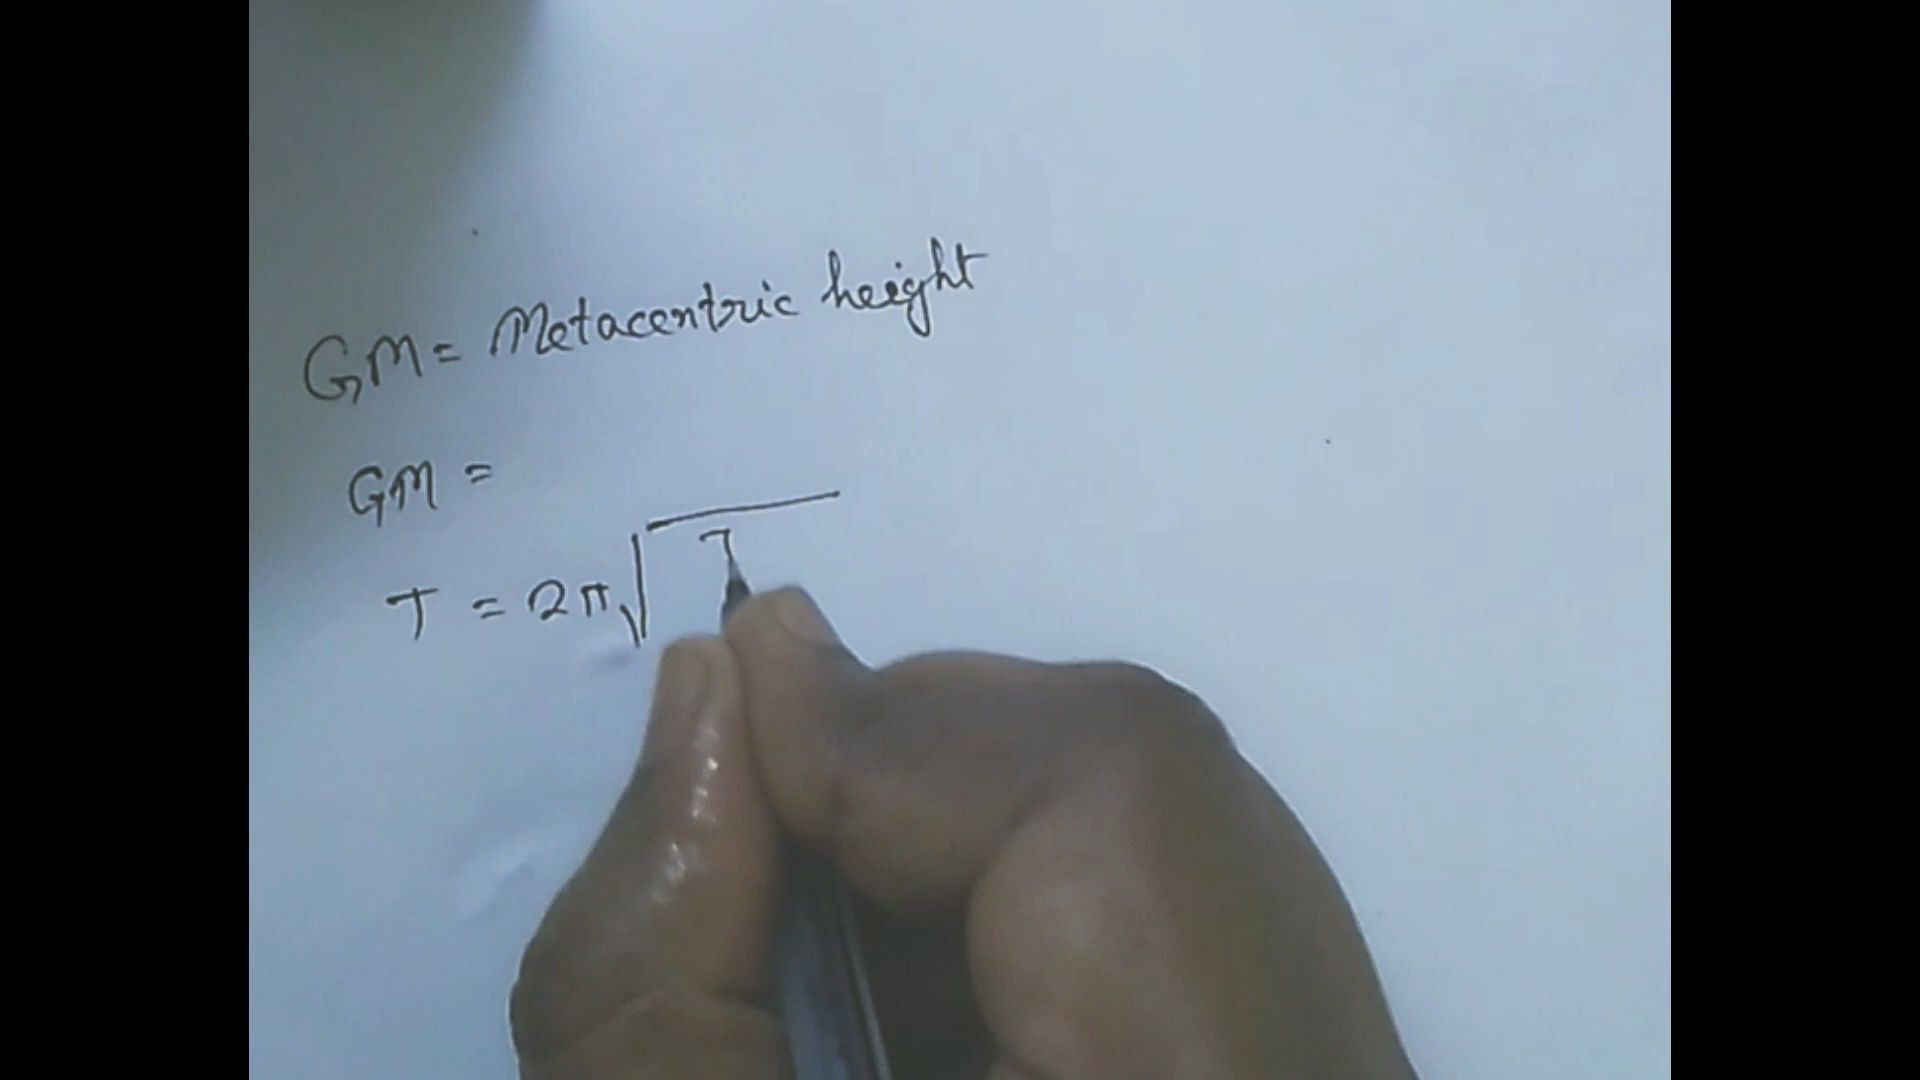 GM = Metacentric height
GM =
T = 2π√